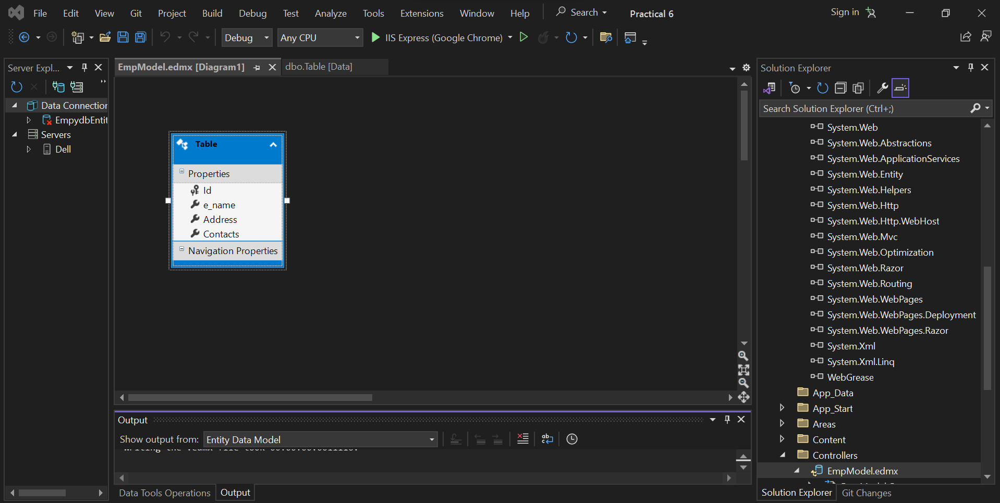 File Edit View Git Project Build Debug Test Analyze Tools Extensions Window Help Search Practical 6 Sign in
Debug Any CPU IIS Express (Google Chrome)
Server Expl...
Data Connection
EmpydbEntit
Servers
Dell
EmpModel.edmx [Diagram1] dbo.Table [Data]
Table
Properties
Id
e_name
Address
Contacts
Navigation Properties
Output
Show output from: Entity Data Model
Data Tools Operations Output
Solution Explorer
Search Solution Explorer (Ctrl+;)
System.Web
System.Web.Abstractions
System.Web.ApplicationServices
System.Web.Entity
System.Web.Helpers
System.Web.Http
System.Web.Http.WebHost
System.Web.Mvc
System.Web.Optimization
System.Web.Razor
System.Web.Routing
System.Web.WebPages
System.Web.WebPages.Deployment
System.Web.WebPages.Razor
System.Xml
System.Xml.Linq
WebGrease
App_Data
App_Start
Areas
Content
Controllers
EmpModel.edmx
Solution Explorer Git Changes